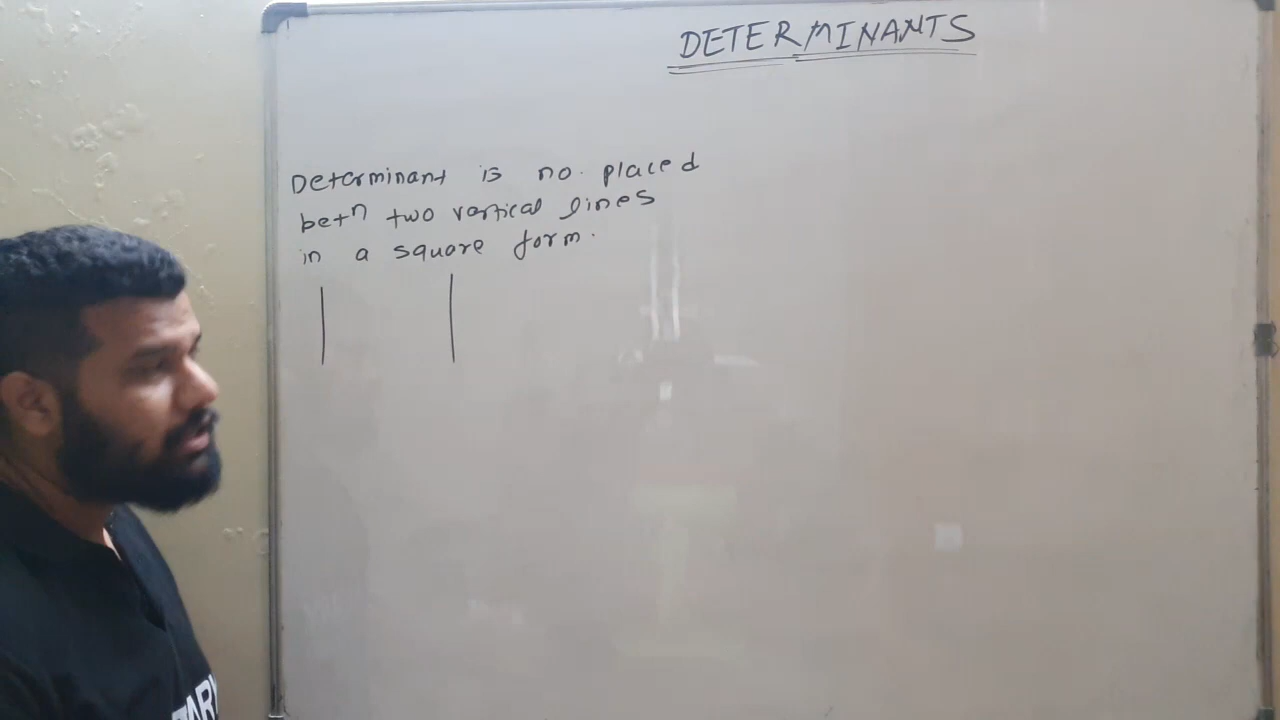 DETERMINANTS
Determinant is no. placed
betn two vertical lines
in a square form.